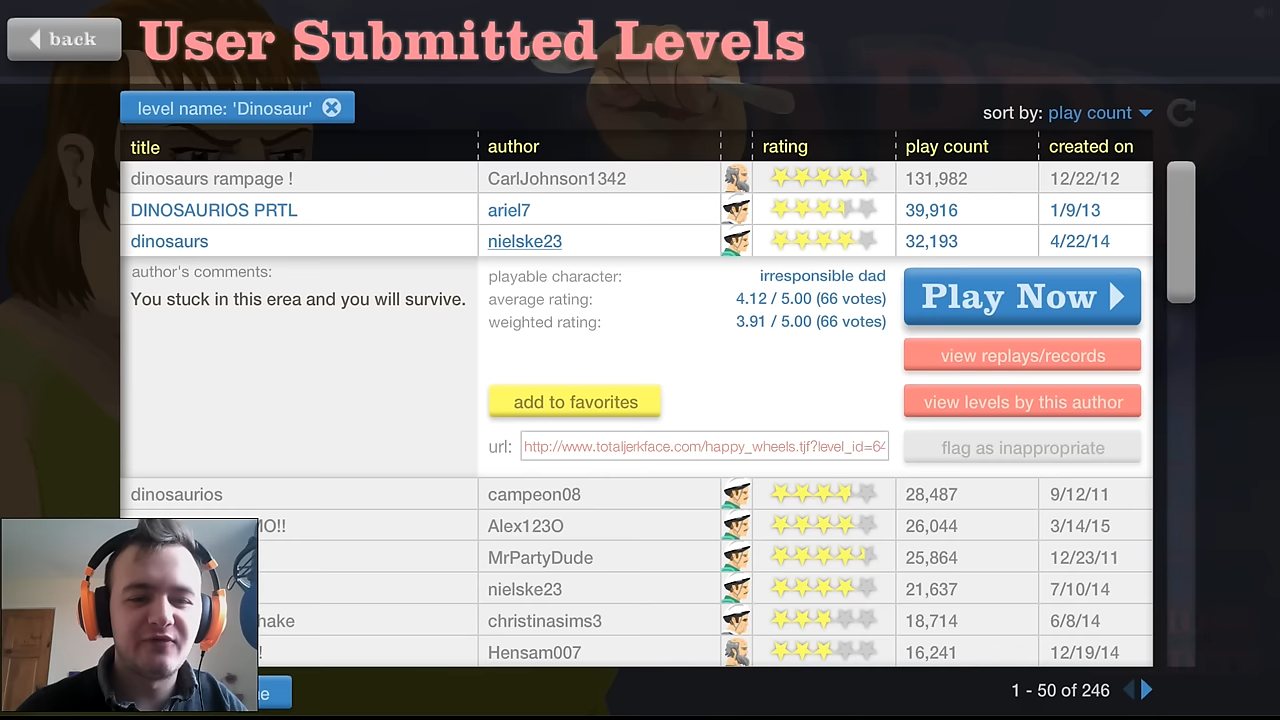 back
User Submitted Levels
level name: 'Dinosaur'
sort by: play count
title author rating play count created on
dinosaurs rampage ! CarlJohnson1342 131,982 12/22/12
DINOSAURIOS PRTL ariel7 39,916 1/9/13
dinosaurs nielske23 32,193 4/22/14
author's comments:
You stuck in this erea and you will survive.
playable character: irresponsible dad
average rating: 4.12 / 5.00 (66 votes)
weighted rating: 3.91 / 5.00 (66 votes)
add to favorites
url: http://www.totaljerkface.com/happy_wheels.tjf?level_id=64
Play Now
view replays/records
view levels by this author
flag as inappropriate
dinosaurios campeon08 28,487 9/12/11
MO!! Alex123O 26,044 3/14/15
MrPartyDude 25,864 12/23/11
nielske23 21,637 7/10/14
hake christinasims3 18,714 6/8/14
! Hensam007 16,241 12/19/14
1 - 50 of 246